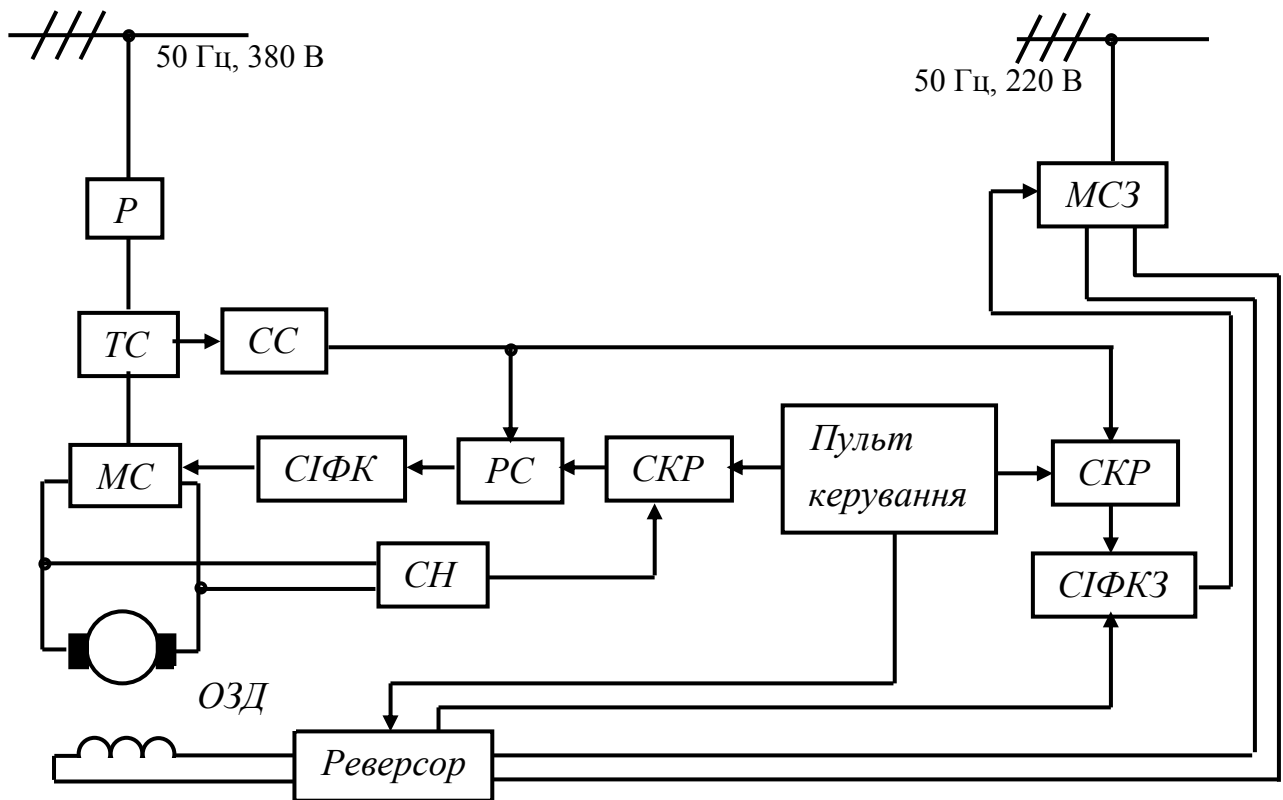 50 Гц, 380 В
50 Гц, 220 В
МСЗ
Р
ТС
СС
Пульт
керування
МС
СІФК
РС
СКР
СКР
СН
СІФКЗ
ОЗД
Реверсор